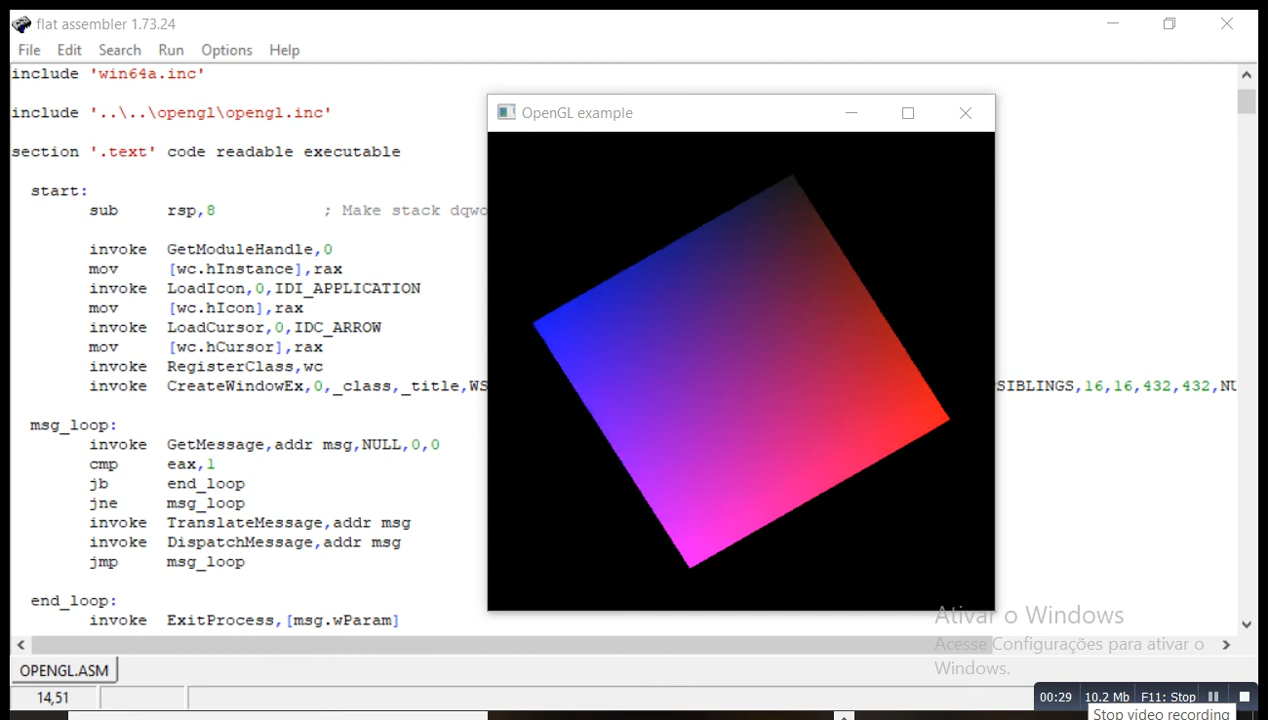 flat assembler 1.73.24
File Edit Search Run Options Help
include 'win64a.inc'
include '..\..\opengl\opengl.inc'
section '.text' code readable executable
start:
sub rsp,8 ; Make stack dqwo
invoke GetModuleHandle,0
mov [wc.hInstance],rax
invoke LoadIcon,0,IDI_APPLICATION
mov [wc.hIcon],rax
invoke LoadCursor,0,IDC_ARROW
mov [wc.hCursor],rax
invoke RegisterClass,wc
invoke CreateWindowEx,0,_class,_title,WS SIBLINGS,16,16,432,432,NU
msg_loop:
invoke GetMessage,addr msg,NULL,0,0
cmp eax,1
jb end_loop
jne msg_loop
invoke TranslateMessage,addr msg
invoke DispatchMessage,addr msg
jmp msg_loop
end_loop:
invoke ExitProcess,[msg.wParam]
OpenGL example
Ativar o Windows
Acesse Configurações para ativar o
Windows.
OPENGL.ASM
14,51
00:29 10.2 Mb F11: Stop
Stop video recording